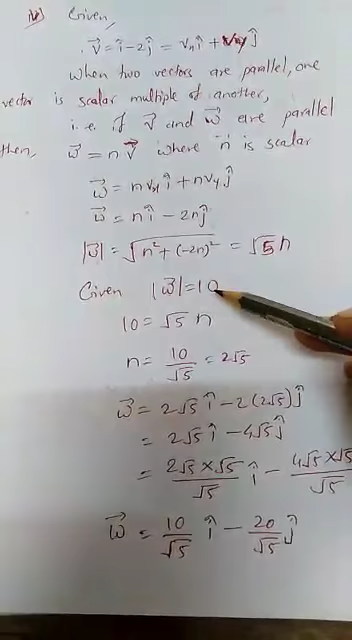 iv) Given,
v⃗ = î - 2ĵ = vₓî + vyĵ
When two vectors are parallel, one
vector is scalar multiple of another,
i.e. if v⃗ and w⃗ are parallel
then, w⃗ = n v⃗ where 'n' is scalar
w⃗ = nvₓî + nvyĵ
w⃗ = nî - 2nĵ
|w⃗| = √n² + (-2n)² = √5 n
Given |w⃗| = 10
10 = √5 n
n = 10/√5 = 2√5
w⃗ = 2√5 î - 2(2√5)ĵ
= 2√5 î - 4√5 ĵ
= 2√5 × √5/√5 î - 4√5 × √5/√5
w⃗ = 10/√5 î - 20/√5 ĵ